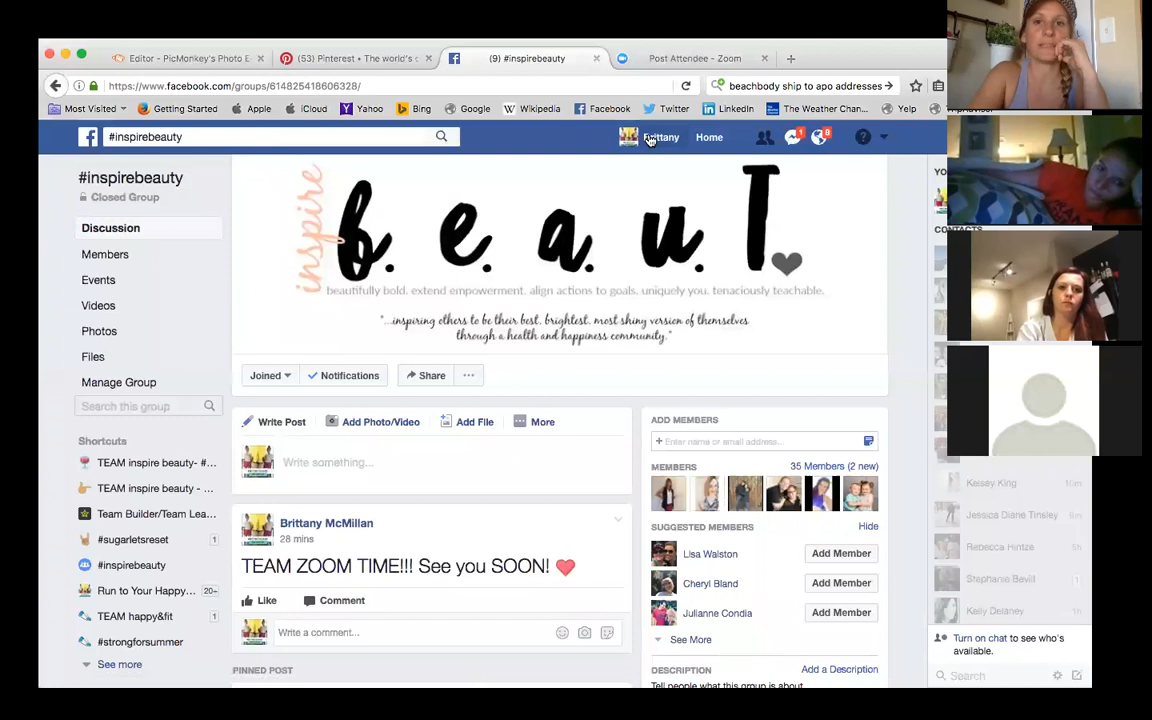 Editor - PicMonkey's Photo E
(53) Pinterest • The world's c
(9) #inspirebeauty
Post Attendee - Zoom
https://www.facebook.com/groups/614825418606328/
beachbody ship to apo addresses
Most Visited
Getting Started
Apple
iCloud
Yahoo
Bing
Google
Wikipedia
Facebook
Twitter
LinkedIn
The Weather Chan...
Yelp
#inspirebeauty
Brittany
Home
1
8
#inspirebeauty
Closed Group
Discussion
Members
Events
Videos
Photos
Files
Manage Group
Search this group
Shortcuts
TEAM inspire beauty- #...
TEAM inspire beauty - ...
Team Builder/Team Lea...
#sugarletsreset
1
#inspirebeauty
Run to Your Happy...
20+
TEAM happy&fit
1
#strongforsummer
See more
inspire
b. e. a. u. T.
beautifully bold. extend empowerment. align actions to goals. uniquely you. tenaciously teachable.
"...inspiring others to be their best, brightest, most shiny version of themselves
through a health and happiness community."
Joined
Notifications
Share
Write Post
Add Photo/Video
Add File
More
Write something...
Brittany McMillan
28 mins
TEAM ZOOM TIME!!! See you SOON!
Like
Comment
Write a comment...
PINNED POST
ADD MEMBERS
+ Enter name or email address...
MEMBERS
35 Members (2 new)
SUGGESTED MEMBERS
Hide
Lisa Walston
Add Member
Cheryl Bland
Add Member
Julianne Condia
Add Member
See More
DESCRIPTION
Add a Description
Tell people what this group is about.
YO
CONTACTS
Kelsey King
10m
Jessica Diane Tinsley
9m
Rebecca Hintze
5h
Stephanie Bevill
1
Kelly Delaney
1h
Turn on chat to see who's
available.
Search